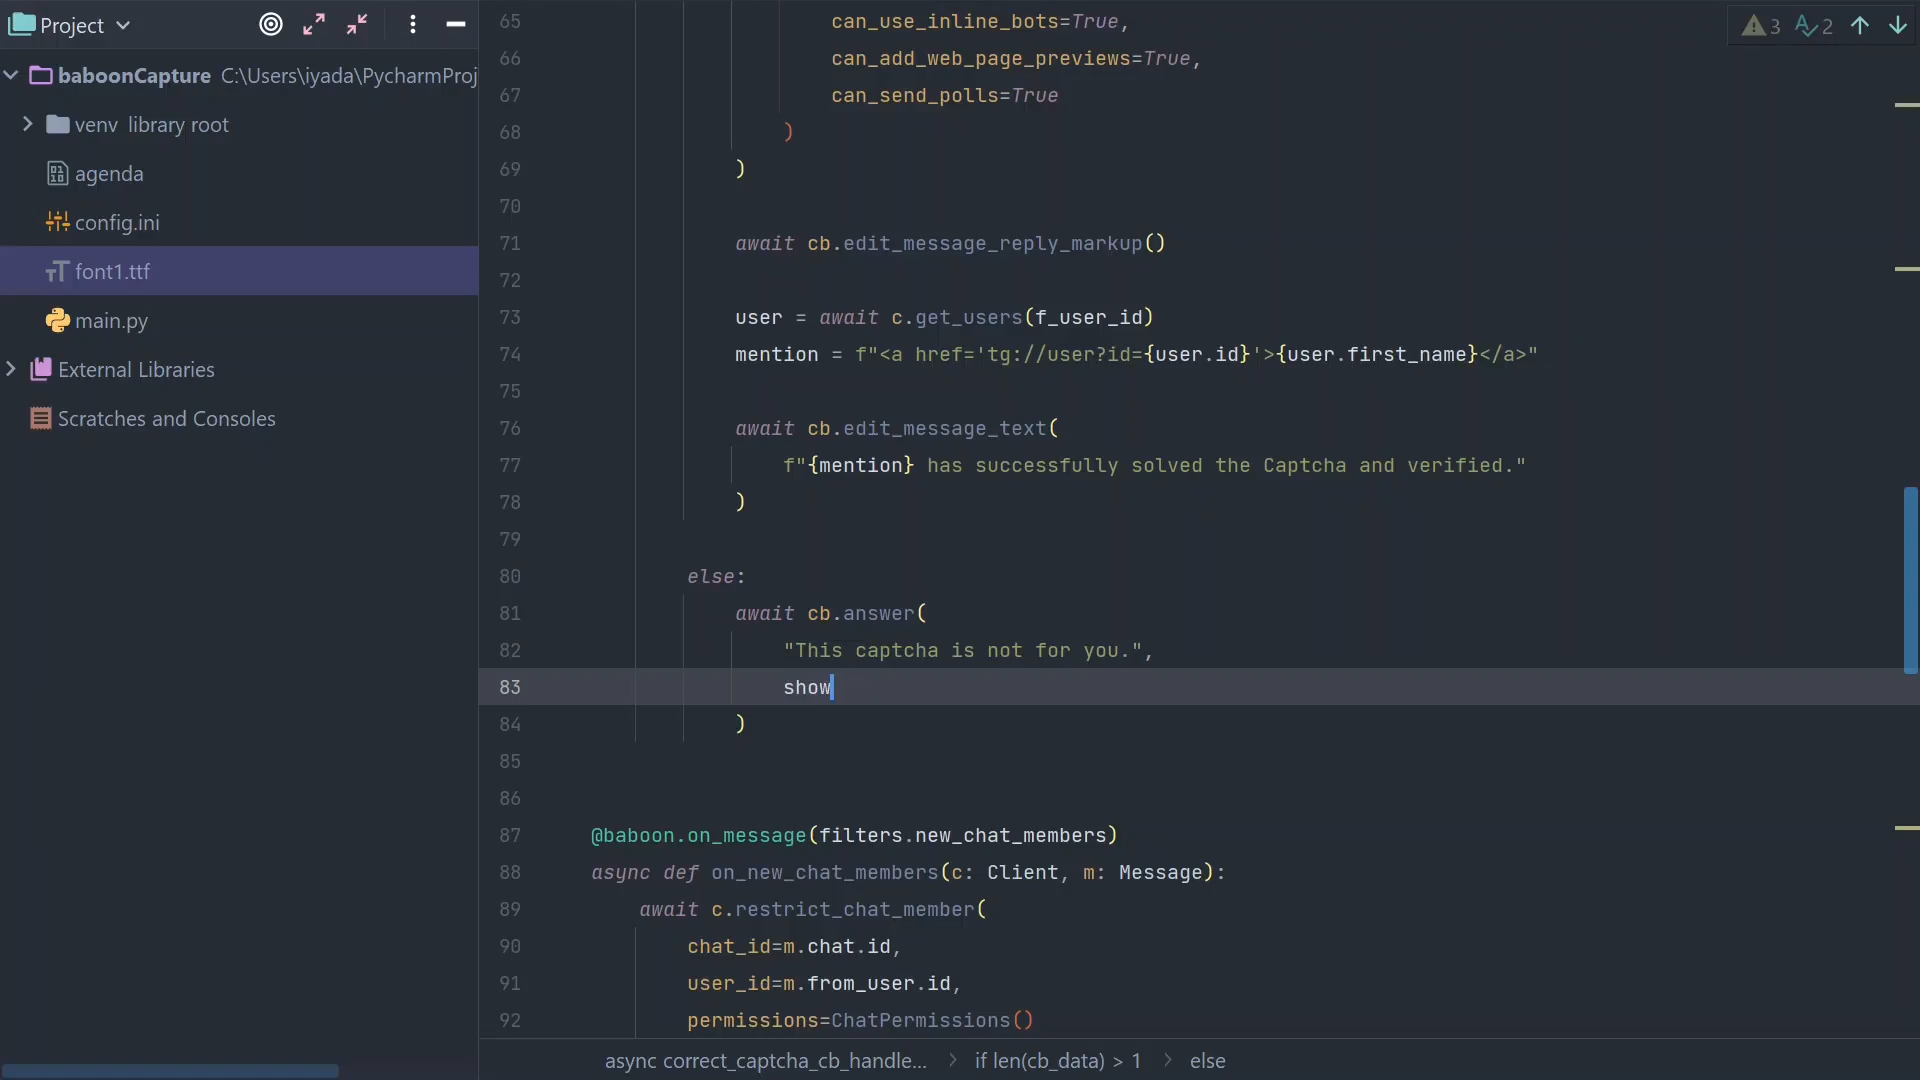 Project
baboonCapture C:\Users\iyada\PycharmProj
venv library root
agenda
config.ini
font1.ttf
main.py
External Libraries
Scratches and Consoles
3 2
65 can_use_inline_bots=True,
66 can_add_web_page_previews=True,
67 can_send_polls=True
68 )
69 )
70
71 await cb.edit_message_reply_markup()
72
73 user = await c.get_users(f_user_id)
74 mention = f"<a href='tg://user?id={user.id}'>{user.first_name}</a>"
75
76 await cb.edit_message_text(
77 f"{mention} has successfully solved the Captcha and verified."
78 )
79
80 else:
81 await cb.answer(
82 "This captcha is not for you.",
83 show
84 )
85
86
87 @baboon.on_message(filters.new_chat_members)
88 async def on_new_chat_members(c: Client, m: Message):
89 await c.restrict_chat_member(
90 chat_id=m.chat.id,
91 user_id=m.from_user.id,
92 permissions=ChatPermissions()
async correct_captcha_cb_handle... > if len(cb_data) > 1 > else